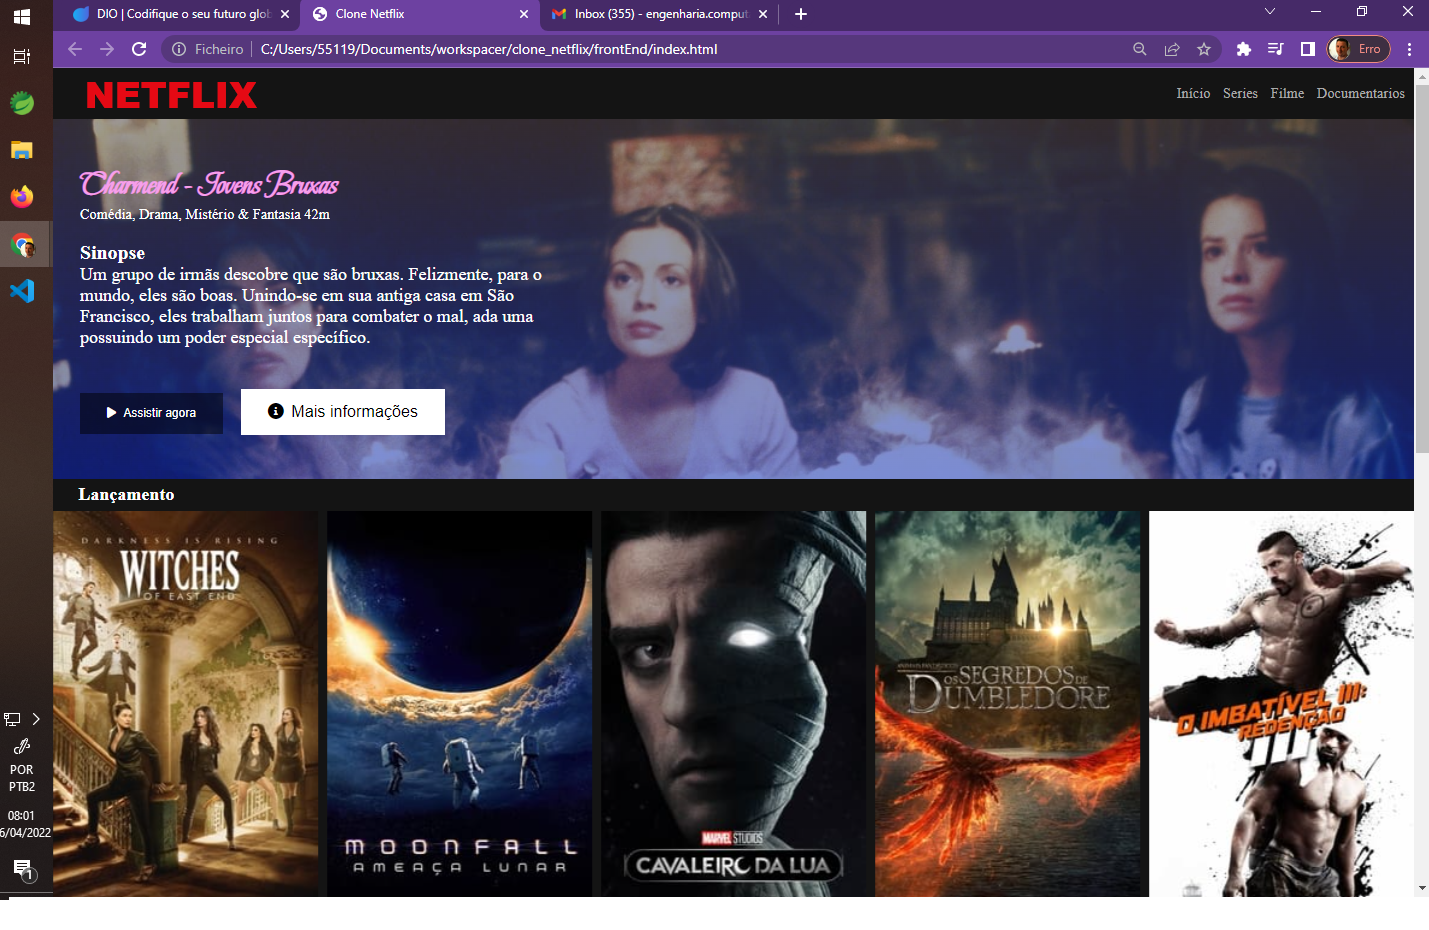 DIO | Codifique o seu futuro glob
Clone Netflix
Inbox (355) - engenharia.comput
Ficheiro
C:/Users/55119/Documents/workspacer/clone_netflix/frontEnd/index.html
Erro
NETFLIX
Início Series Filme Documentarios
Charmend - Jovens Bruxas
Comédia, Drama, Mistério & Fantasia 42m
Sinopse
Um grupo de irmãs descobre que são bruxas. Felizmente, para o
mundo, eles são boas. Unindo-se em sua antiga casa em São
Francisco, eles trabalham juntos para combater o mal, ada uma
possuindo um poder especial específico.
Assistir agora
Mais informações
Lançamento
DARKNESS IS RISING
WITCHES
OF EAST END
MOONFALL
AMEAÇA LUNAR
MARVEL STUDIOS
CAVALEIRO DA LUA
OS SEGREDOS DE
DUMBLEDORE
O IMBATÍVEL III:
REDENÇÃO
III
POR
PTB2
08:01
6/04/2022
1